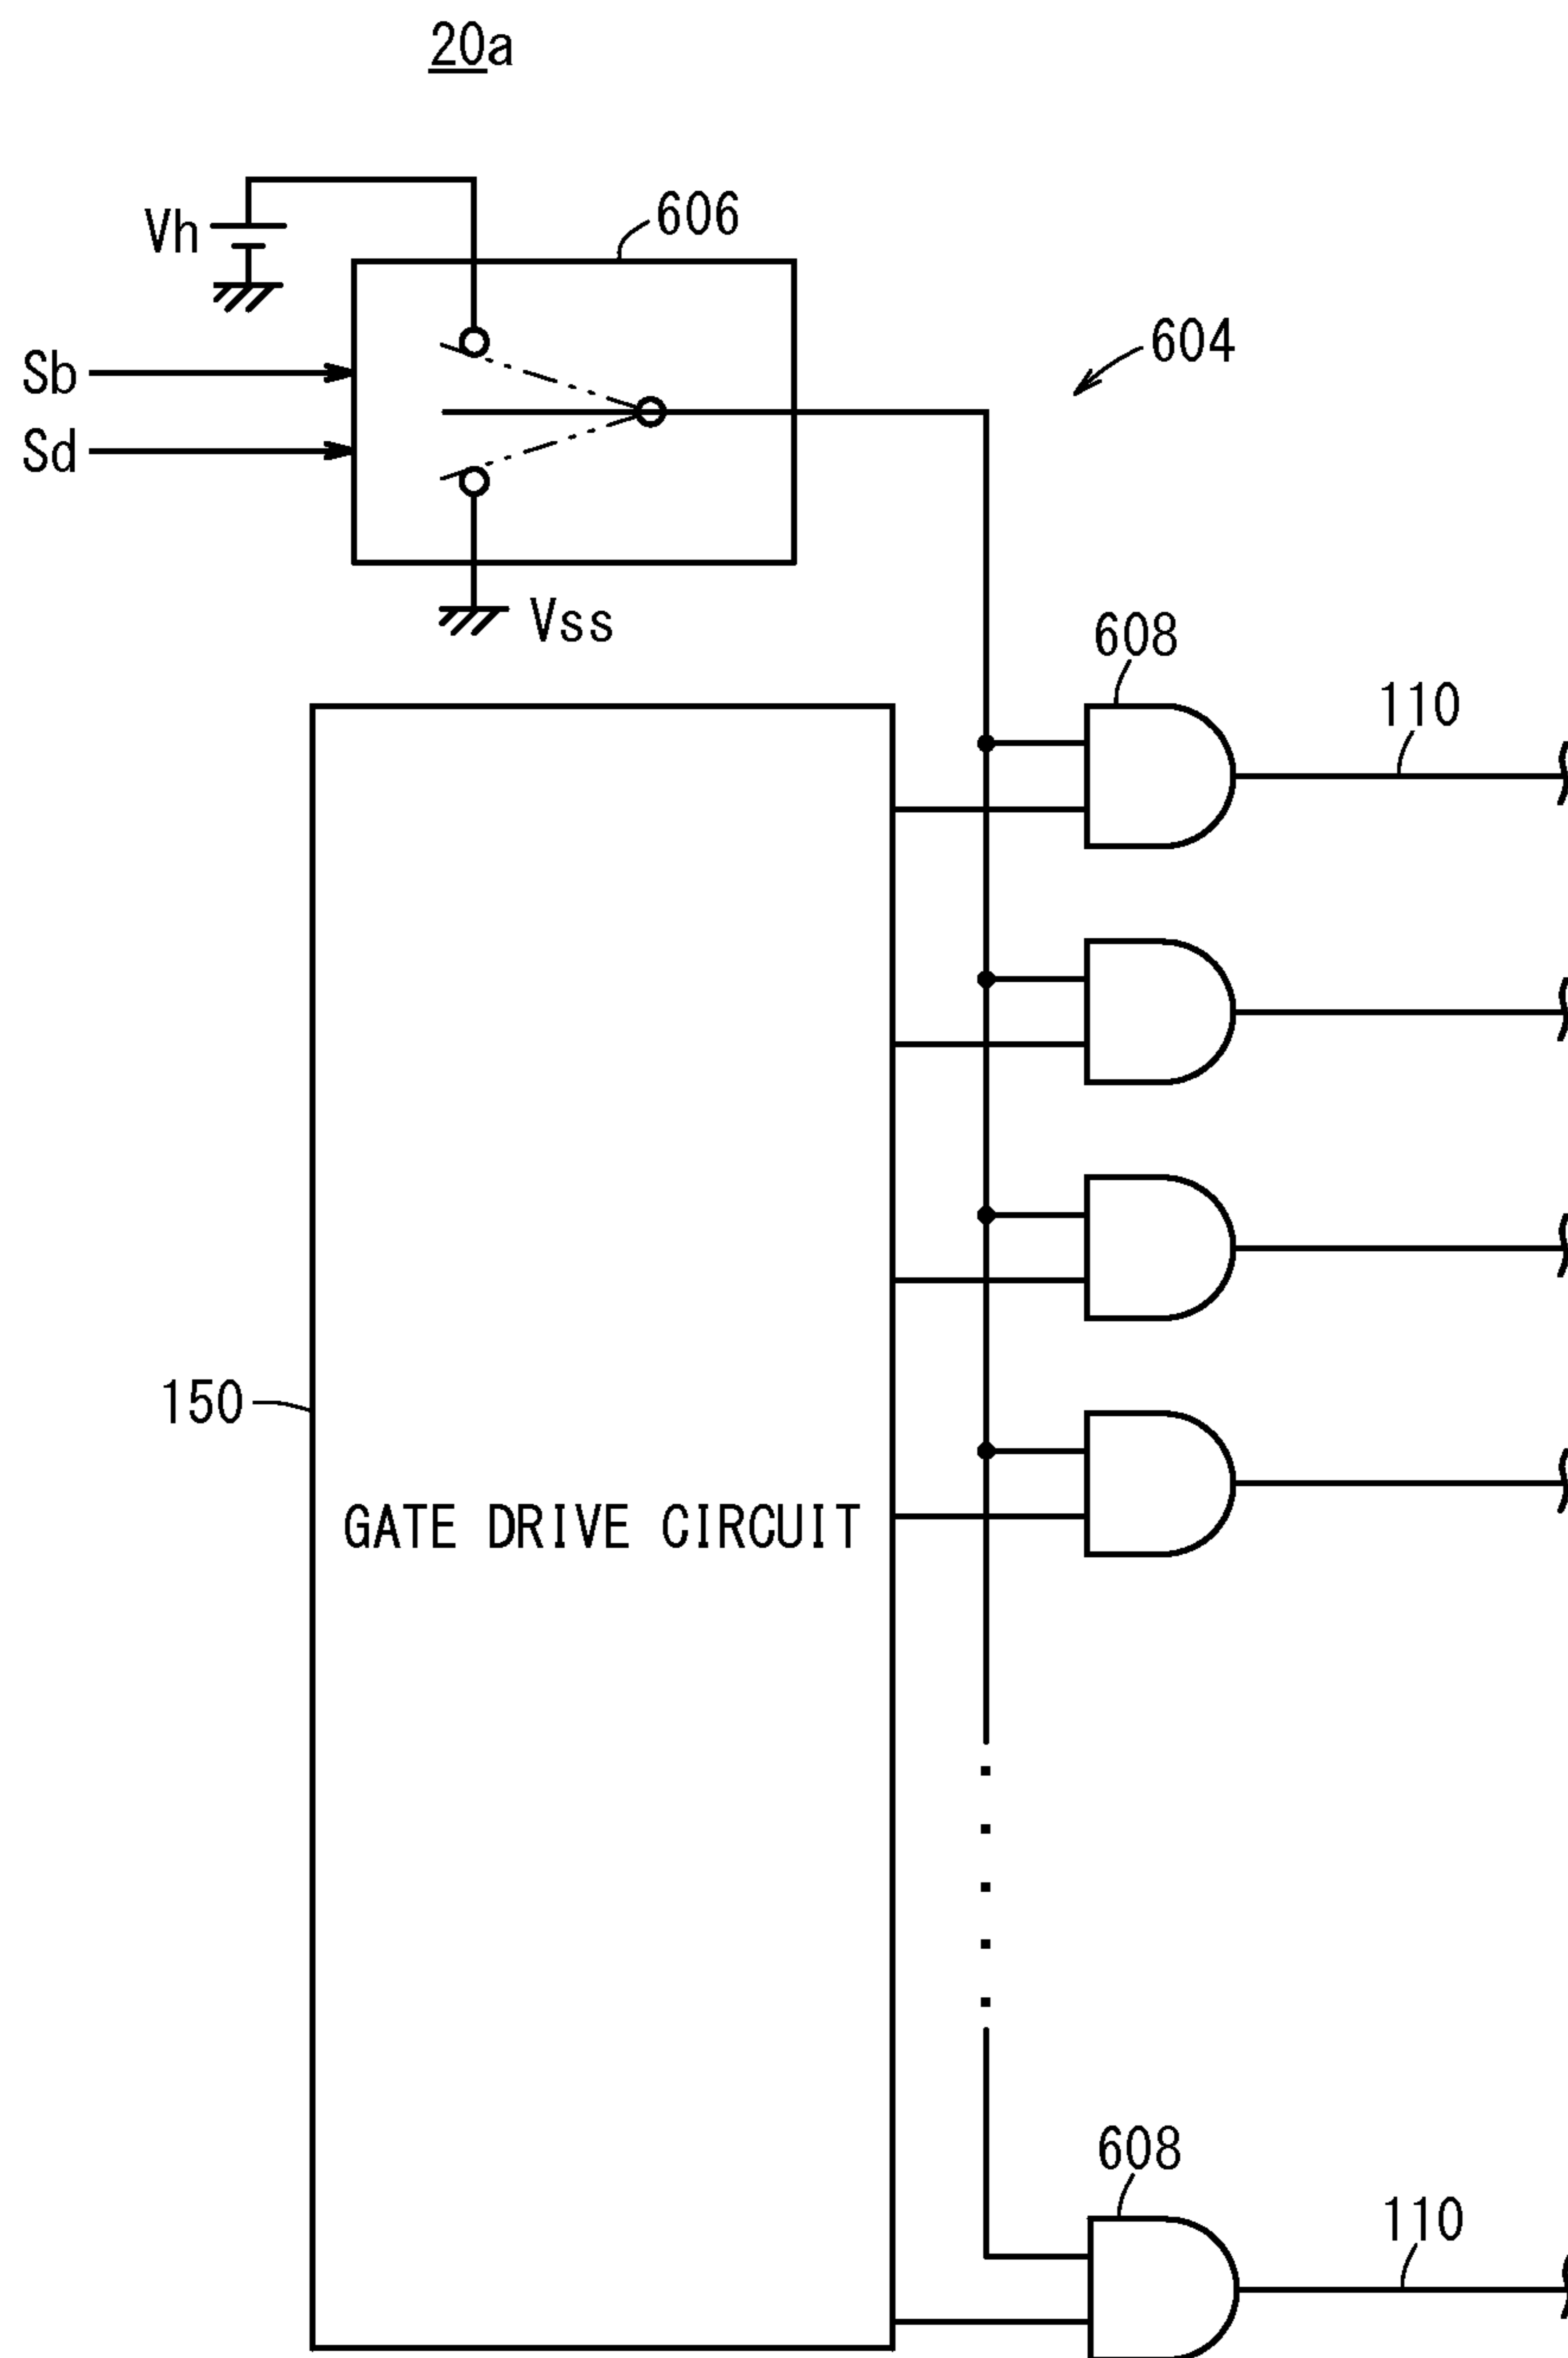 20a
Vh
606
Sb
604
Sd
Vss
608
110
150
GATE DRIVE CIRCUIT
608
110